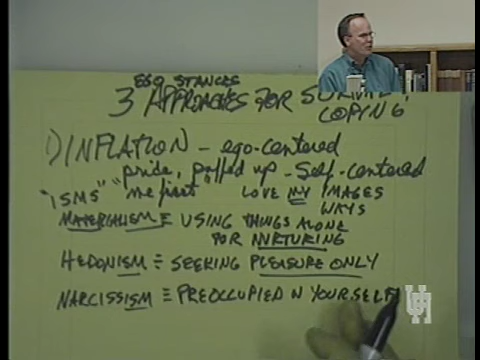 EGO STANCES
3 APPROACHES FOR
COPING
1) INFLATION - ego-centered
pride, puffed up - Self-centered
"ISMS" "me first" LOVE MY IMAGES
WAYS
MATERIALISM = USING THINGS ALONE
FOR NURTURING
HEDONISM = SEEKING PLEASURE ONLY
NARCISSISM ≡ PREOCCUPIED W YOURSELF
UH